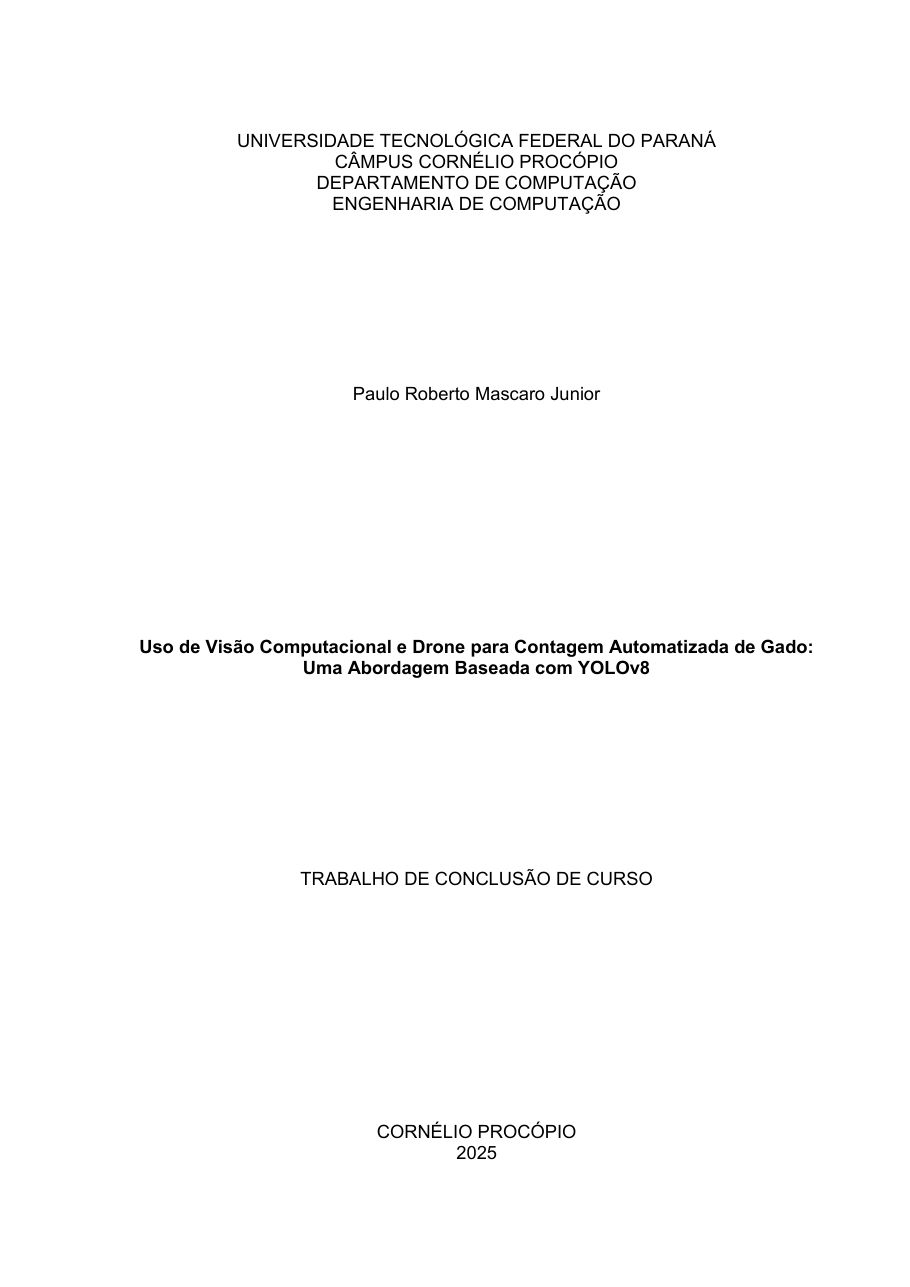 UNIVERSIDADE TECNOLÓGICA FEDERAL DO PARANÁ
CÂMPUS CORNÉLIO PROCÓPIO
DEPARTAMENTO DE COMPUTAÇÃO
ENGENHARIA DE COMPUTAÇÃO
Paulo Roberto Mascaro Junior
Uso de Visão Computacional e Drone para Contagem Automatizada de Gado:
Uma Abordagem Baseada com YOLOv8
TRABALHO DE CONCLUSÃO DE CURSO
CORNÉLIO PROCÓPIO
2025